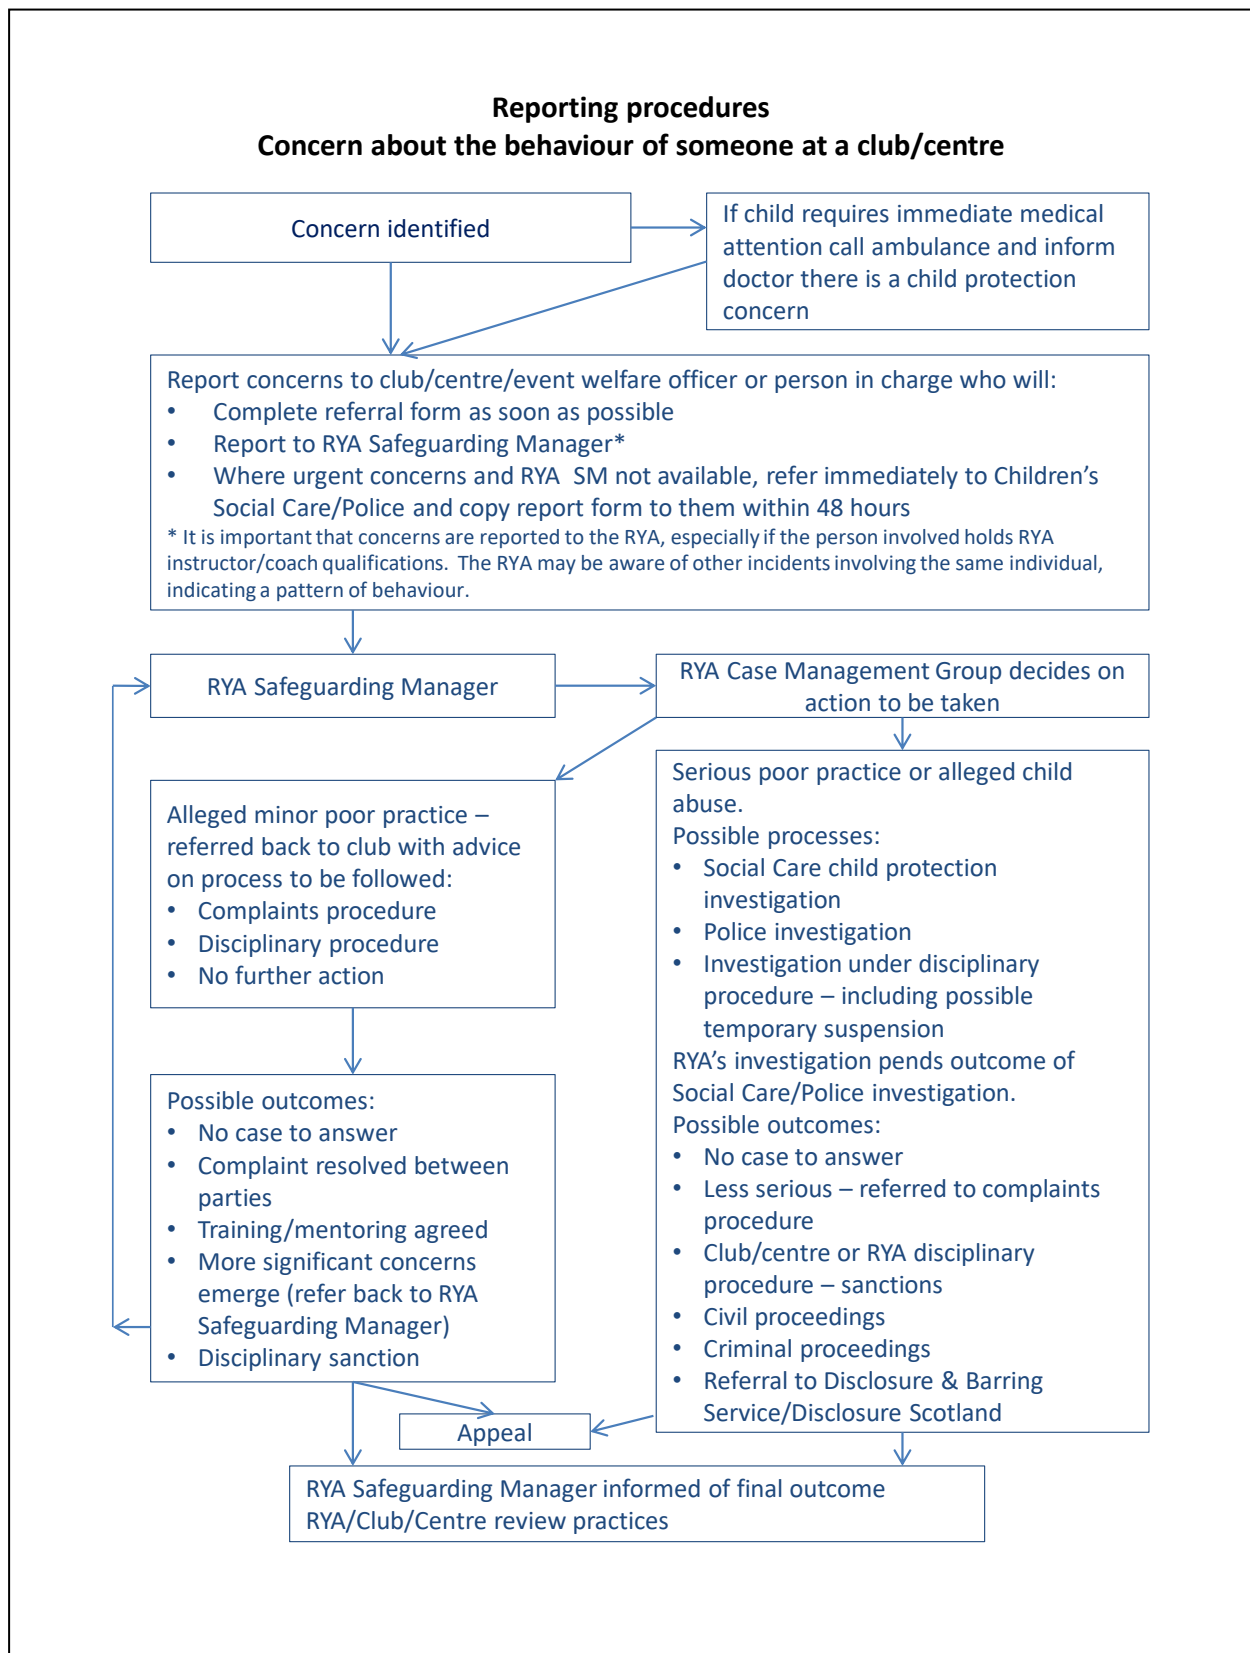 Reporting procedures
Concern about the behaviour of someone at a club/centre
Concern identified
If child requires immediate medical
attention call ambulance and inform
doctor there is a child protection
concern
Report concerns to club/centre/event welfare officer or person in charge who will:
• Complete referral form as soon as possible
• Report to RYA Safeguarding Manager*
• Where urgent concerns and RYA  SM not available, refer immediately to Children’s
Social Care/Police and copy report form to them within 48 hours
* It is important that concerns are reported to the RYA, especially if the person involved holds RYA
instructor/coach qualifications.  The RYA may be aware of other incidents involving the same individual,
indicating a pattern of behaviour.
RYA Safeguarding Manager
RYA Case Management Group decides on
action to be taken
Alleged minor poor practice –
referred back to club with advice
on process to be followed:
• Complaints procedure
• Disciplinary procedure
• No further action
Serious poor practice or alleged child
abuse.
Possible processes:
• Social Care child protection
investigation
• Police investigation
• Investigation under disciplinary
procedure – including possible
temporary suspension
RYA’s investigation pends outcome of
Social Care/Police investigation.
Possible outcomes:
• No case to answer
• Less serious – referred to complaints
procedure
• Club/centre or RYA disciplinary
procedure – sanctions
• Civil proceedings
• Criminal proceedings
• Referral to Disclosure & Barring
Service/Disclosure Scotland
Possible outcomes:
• No case to answer
• Complaint resolved between
parties
• Training/mentoring agreed
• More significant concerns
emerge (refer back to RYA
Safeguarding Manager)
• Disciplinary sanction
Appeal
RYA Safeguarding Manager informed of final outcome
RYA/Club/Centre review practices